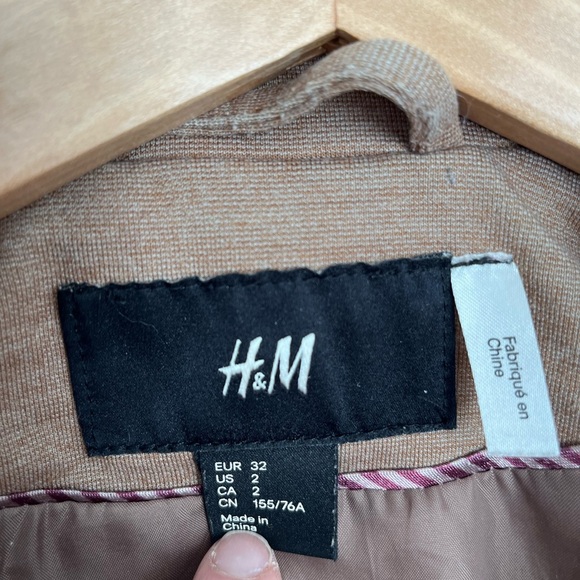 H&M
Fabriqué en
Chine
EUR 32
US 2
CA 2
CN 155/76A
Made in
China